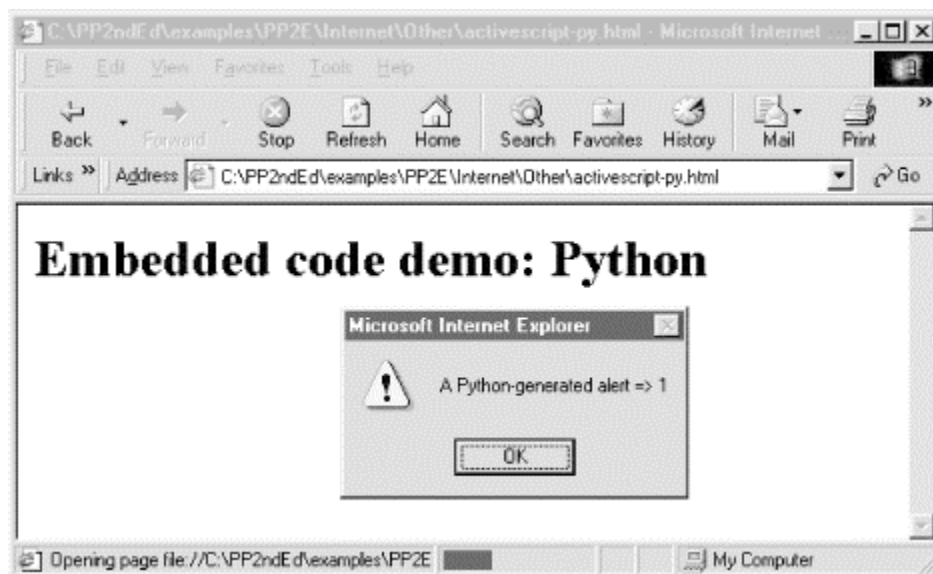 C:\PP2ndEd\examples\PP2E\Internet\Other\activescript-py.html - Microsoft Internet ...
File Edit View Favorites Tools Help
Back Forward Stop Refresh Home Search Favorites History Mail Print »
Links » Address C:\PP2ndEd\examples\PP2E\Internet\Other\activescript-py.html Go
Embedded code demo: Python
Microsoft Internet Explorer
A Python-generated alert => 1
OK
Opening page file://C:\PP2ndEd\examples\PP2E My Computer